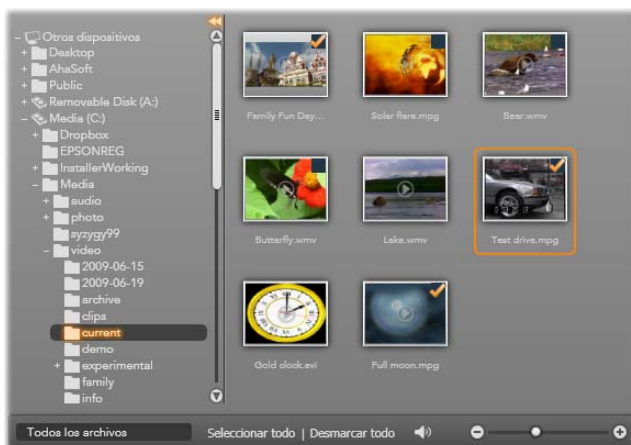 Otros dispositivos
Desktop
AhaSoft
Public
Removable Disk (A:)
Media (C:)
Dropbox
EPSONREG
InstallerWorking
Media
audio
photo
ayzygy99
video
2009-06-15
2009-06-19
archive
clips
current
demo
experimental
family
info
Family Fun Dey...
Solar flare.mpg
Bear.wmv
Butterfly.wmv
Lake.wmv
Test drive.mpg
Gold clock.avi
Full moon.mpg
Todos los archivos
Seleccionar todo | Desmarcar todo